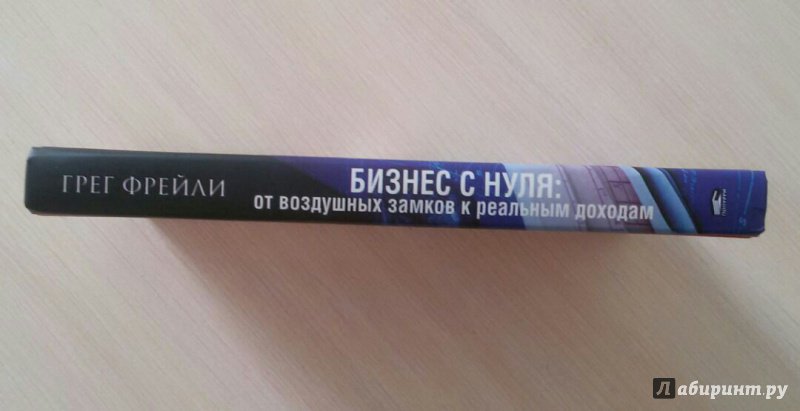 ГРЕГ ФРЕЙЛИ
БИЗНЕС С НУЛЯ:
от воздушных замков к реальным доходам
Лабиринт.ру